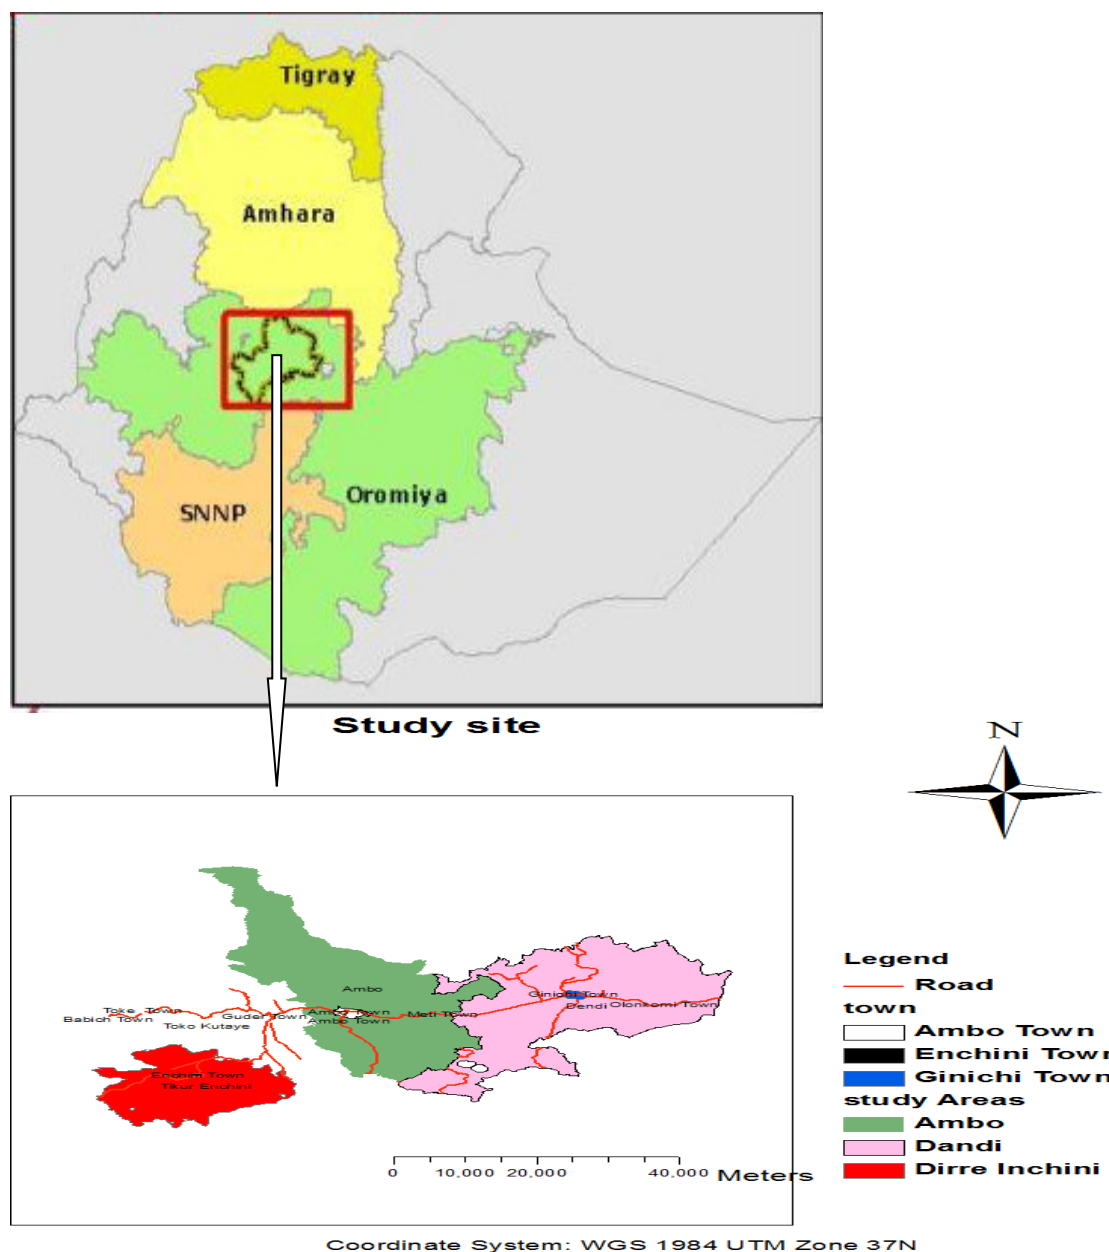 Tigray
Amhara
Oromiya
SNNP
Study site
N
Ambo
Ginichi Town
Dendi
Olonkomi Town
Toke Town
Babich Town
Guder Town
Toko Kutaye
Ambo Town
Ambo Town
Meti Town
Enchini Town
Tikur Enchini
0 10,000 20,000 40,000
Meters
Legend
Road
town
Ambo Town
Enchini Town
Ginichi Town
study Areas
Ambo
Dandi
Dirre Inchini
Coordinate System: WGS 1984 UTM Zone 37N